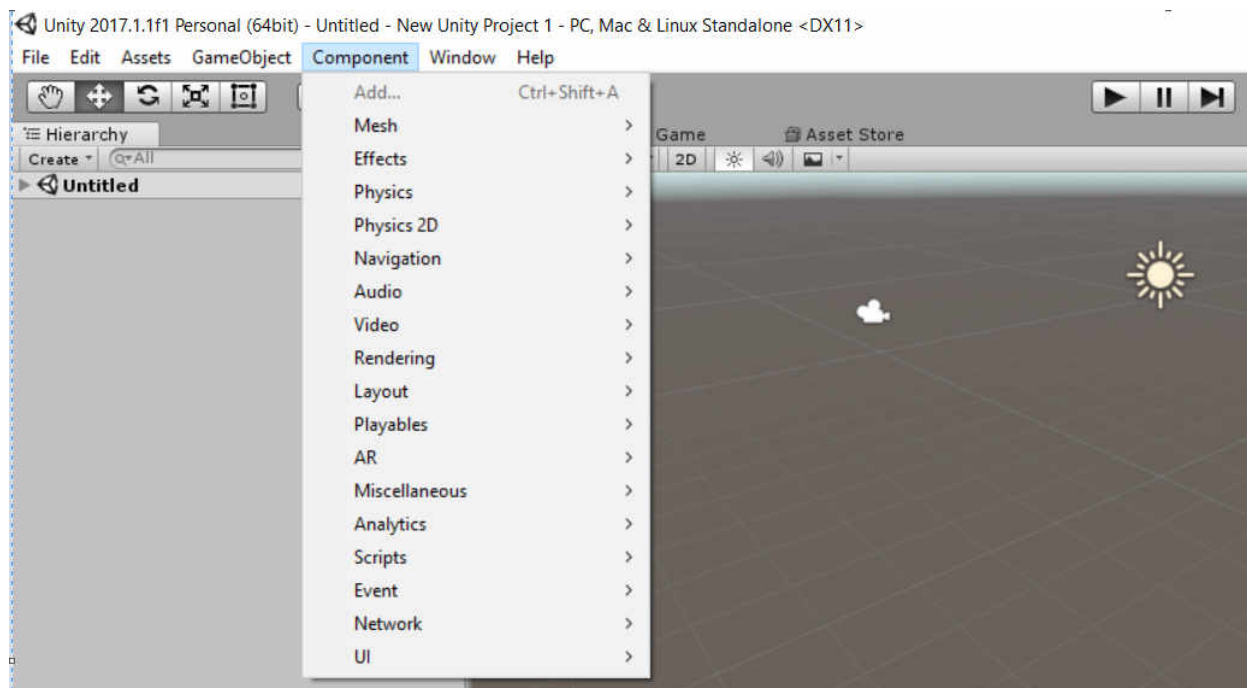 Unity 2017.1.1f1 Personal (64bit) - Untitled - New Unity Project 1 - PC, Mac & Linux Standalone <DX11>
File Edit Assets GameObject Component Window Help
Add... Ctrl+Shift+A
Mesh
Hierarchy Game Asset Store
Create All 2D
Effects
Untitled
Physics
Physics 2D
Navigation
Audio
Video
Rendering
Layout
Playables
AR
Miscellaneous
Analytics
Scripts
Event
Network
UI